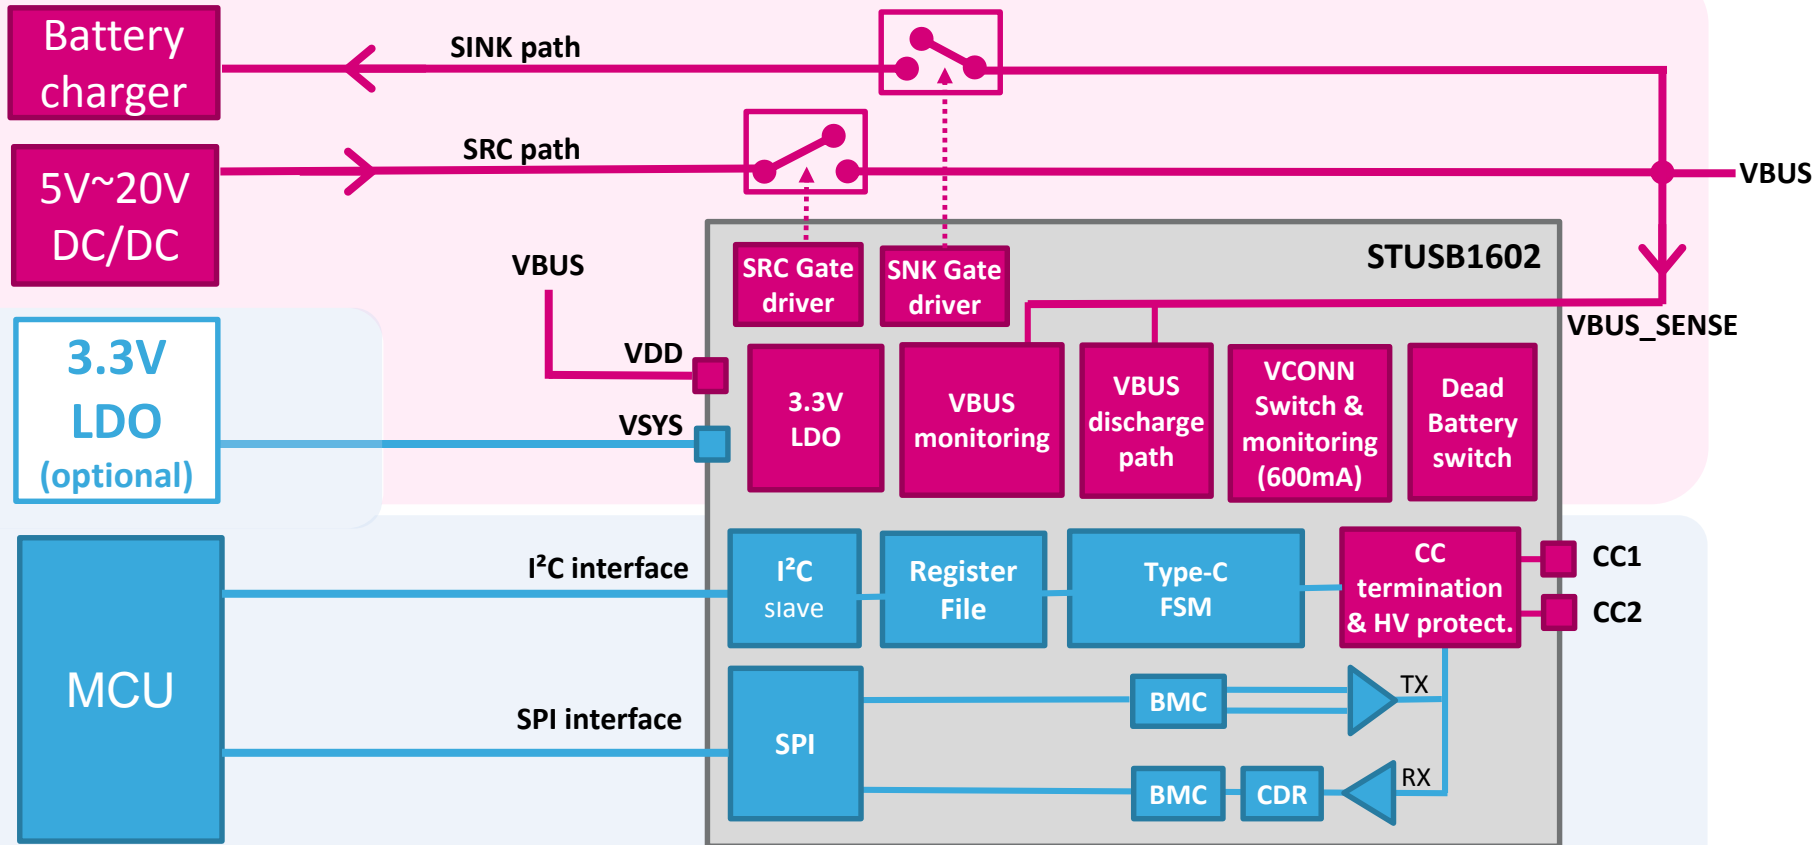 Battery
charger
SINK path
SRC path
5V~20V
DC/DC
VBUS
VBUS
STUSB1602
SRC Gate
driver
SNK Gate
driver
VBUS_SENSE
3.3V
LDO
(optional)
VDD
VSYS
3.3V
LDO
VBUS
monitoring
VBUS
discharge
path
VCONN
Switch &
monitoring
(600mA)
Dead
Battery
switch
MCU
I²C interface
I²C
slave
Register
File
Type-C
FSM
CC
termination
& HV protect.
CC1
CC2
SPI interface
SPI
BMC
TX
BMC
CDR
RX